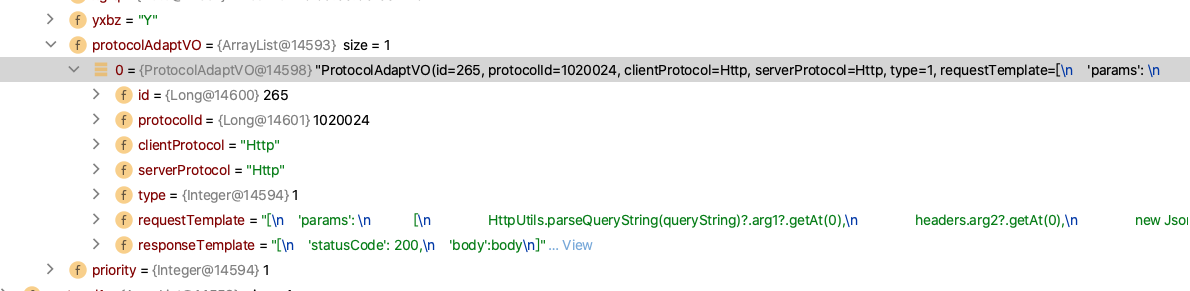 f yxbz = "Y"
f protocolAdaptVO = {ArrayList@14593} size = 1
0 = {ProtocolAdaptVO@14598} "ProtocolAdaptVO(id=265, protocolId=1020024, clientProtocol=Http, serverProtocol=Http, type=1, requestTemplate=[\n 'params': \n
f id = {Long@14600} 265
f protocolId = {Long@14601} 1020024
f clientProtocol = "Http"
f serverProtocol = "Http"
f type = {Integer@14594} 1
f requestTemplate = "[\n 'params': \n [\n HttpUtils.parseQueryString(queryString)?.arg1?.getAt(0),\n headers.arg2?.getAt(0),\n new Jso
f responseTemplate = "[\n 'statusCode': 200,\n 'body':body\n]" ... View
f priority = {Integer@14594} 1